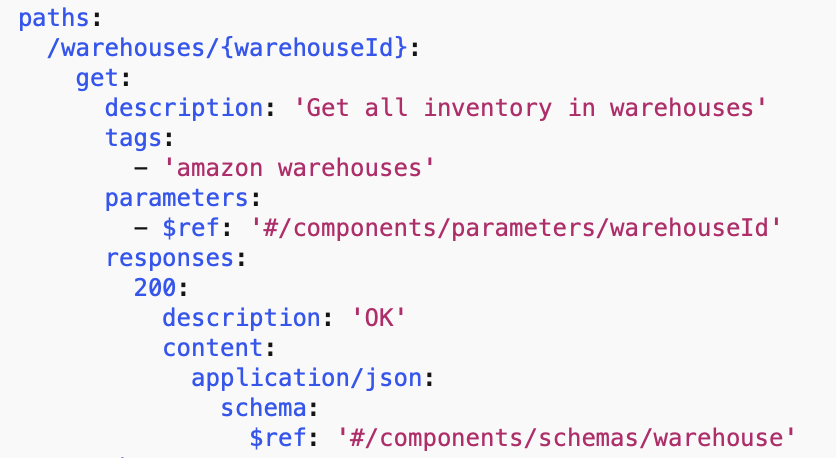 paths:
  /warehouses/{warehouseId}:
    get:
      description: 'Get all inventory in warehouses'
      tags:
        - 'amazon warehouses'
      parameters:
        - $ref: '#/components/parameters/warehouseId'
      responses:
        200:
          description: 'OK'
          content:
            application/json:
              schema:
                $ref: '#/components/schemas/warehouse'